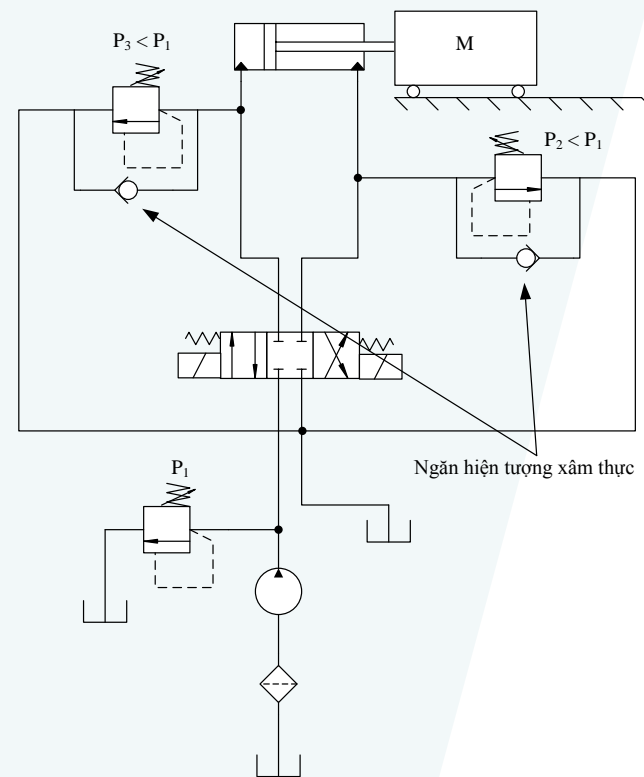 P₃ < P₁
M
P₂ < P₁
Ngăn hiện tượng xâm thực
P₁